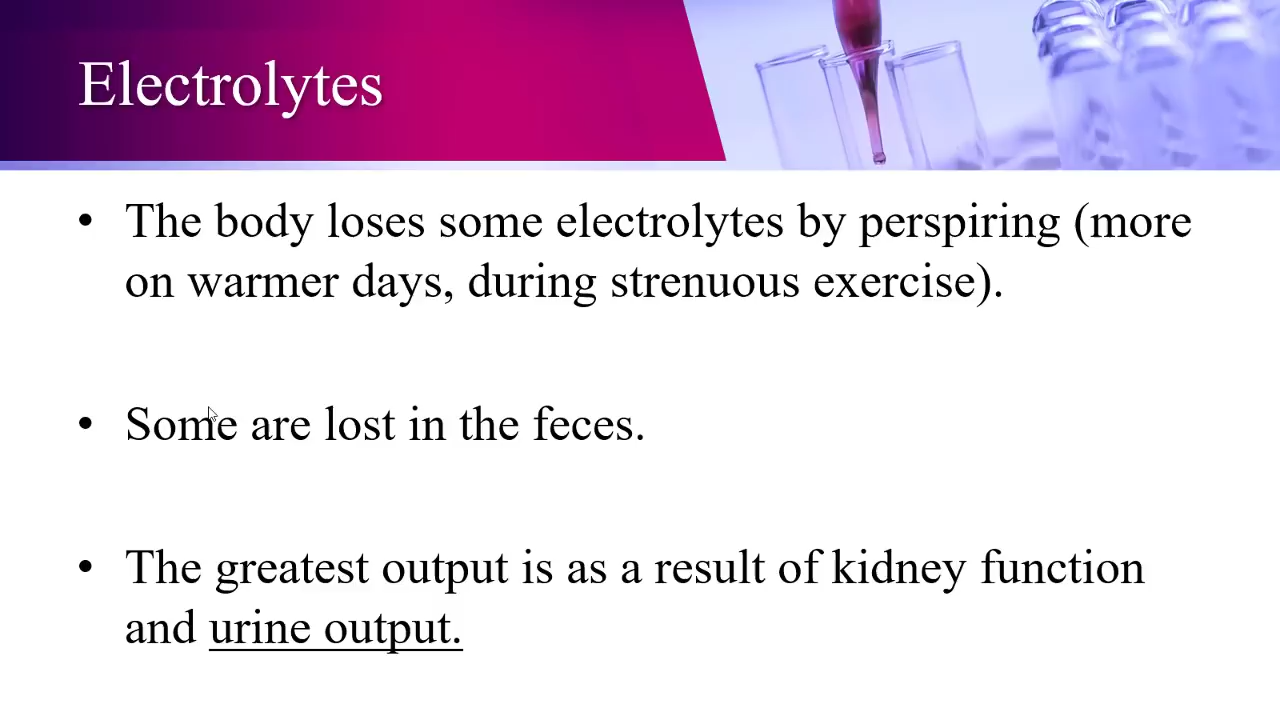 Electrolytes
• The body loses some electrolytes by perspiring (more
on warmer days, during strenuous exercise).
• Some are lost in the feces.
• The greatest output is as a result of kidney function
and urine output.